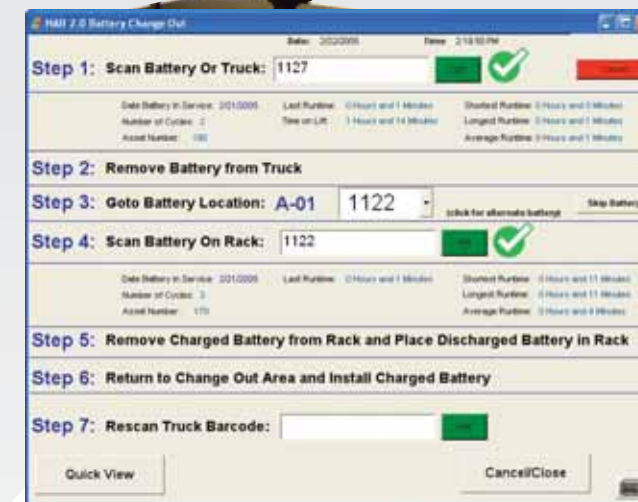 HAII 7.0 Battery Change Out
Date: 2/2/2005 Time: 2:18:50 PM
Step 1: Scan Battery Or Truck: 1127
Date Battery in Service: 2/01/2005 Last Runtime: 0 Hours and 1 Minutes Shortest Runtime: 0 Hours and 0 Minutes
Number of Cycles: 2 Time on Lift: 1 Hours and 14 Minutes Longest Runtime: 0 Hours and 1 Minutes
Asset Number: 180 Average Runtime: 0 Hours and 1 Minutes
Step 2: Remove Battery from Truck
Step 3: Goto Battery Location: A-01 1122 (click for alternate battery) Skip Battery
Step 4: Scan Battery On Rack: 1122
Date Battery in Service: 2/01/2005 Last Runtime: 0 Hours and 1 Minutes Shortest Runtime: 0 Hours and 11 Minutes
Number of Cycles: 3 Longest Runtime: 0 Hours and 11 Minutes
Asset Number: 170 Average Runtime: 0 Hours and 8 Minutes
Step 5: Remove Charged Battery from Rack and Place Discharged Battery in Rack
Step 6: Return to Change Out Area and Install Charged Battery
Step 7: Rescan Truck Barcode:
Quick View Cancel/Close